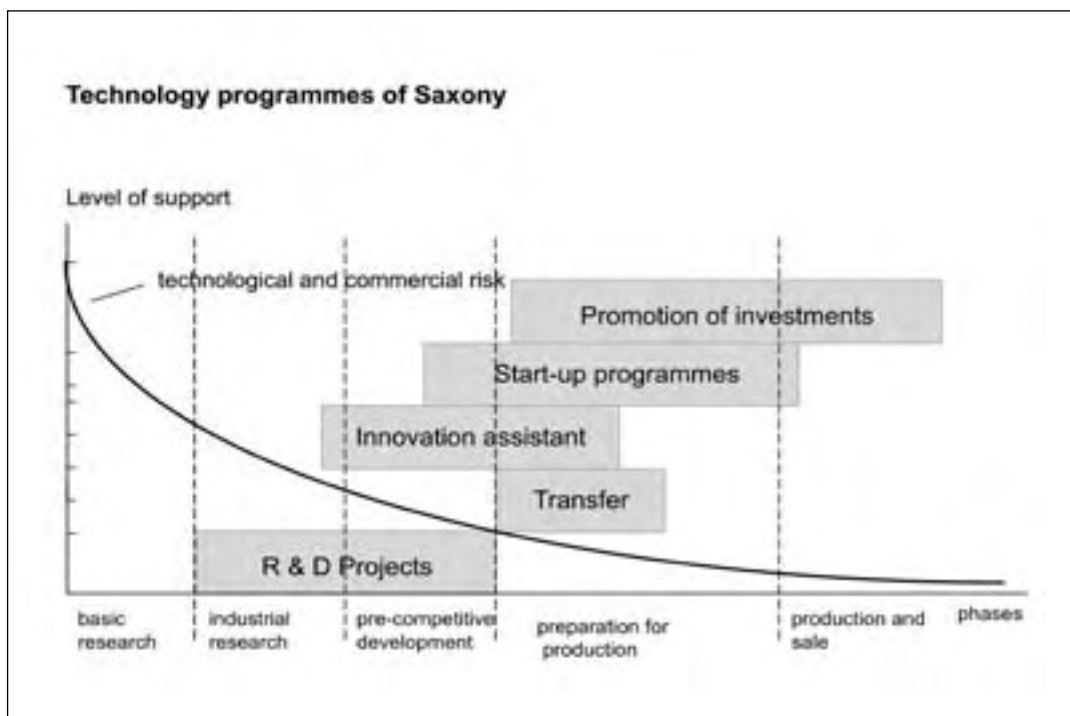 Technology programmes of Saxony
Level of support
technological and commercial risk
Promotion of investments
Start-up programmes
Innovation assistant
Transfer
R & D Projects
basic
research
industrial
research
pre-competitive
development
preparation for
production
production and
sale
phases